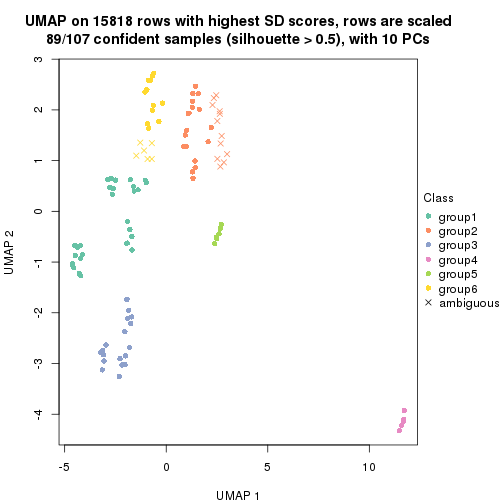 UMAP on 15818 rows with highest SD scores, rows are scaled
89/107 confident samples (silhouette > 0.5), with 10 PCs
3
2
1
0
-1
-2
-3
-4
UMAP 2
-5
0
5
10
UMAP 1
Class
group1
group2
group3
group4
group5
group6
ambiguous